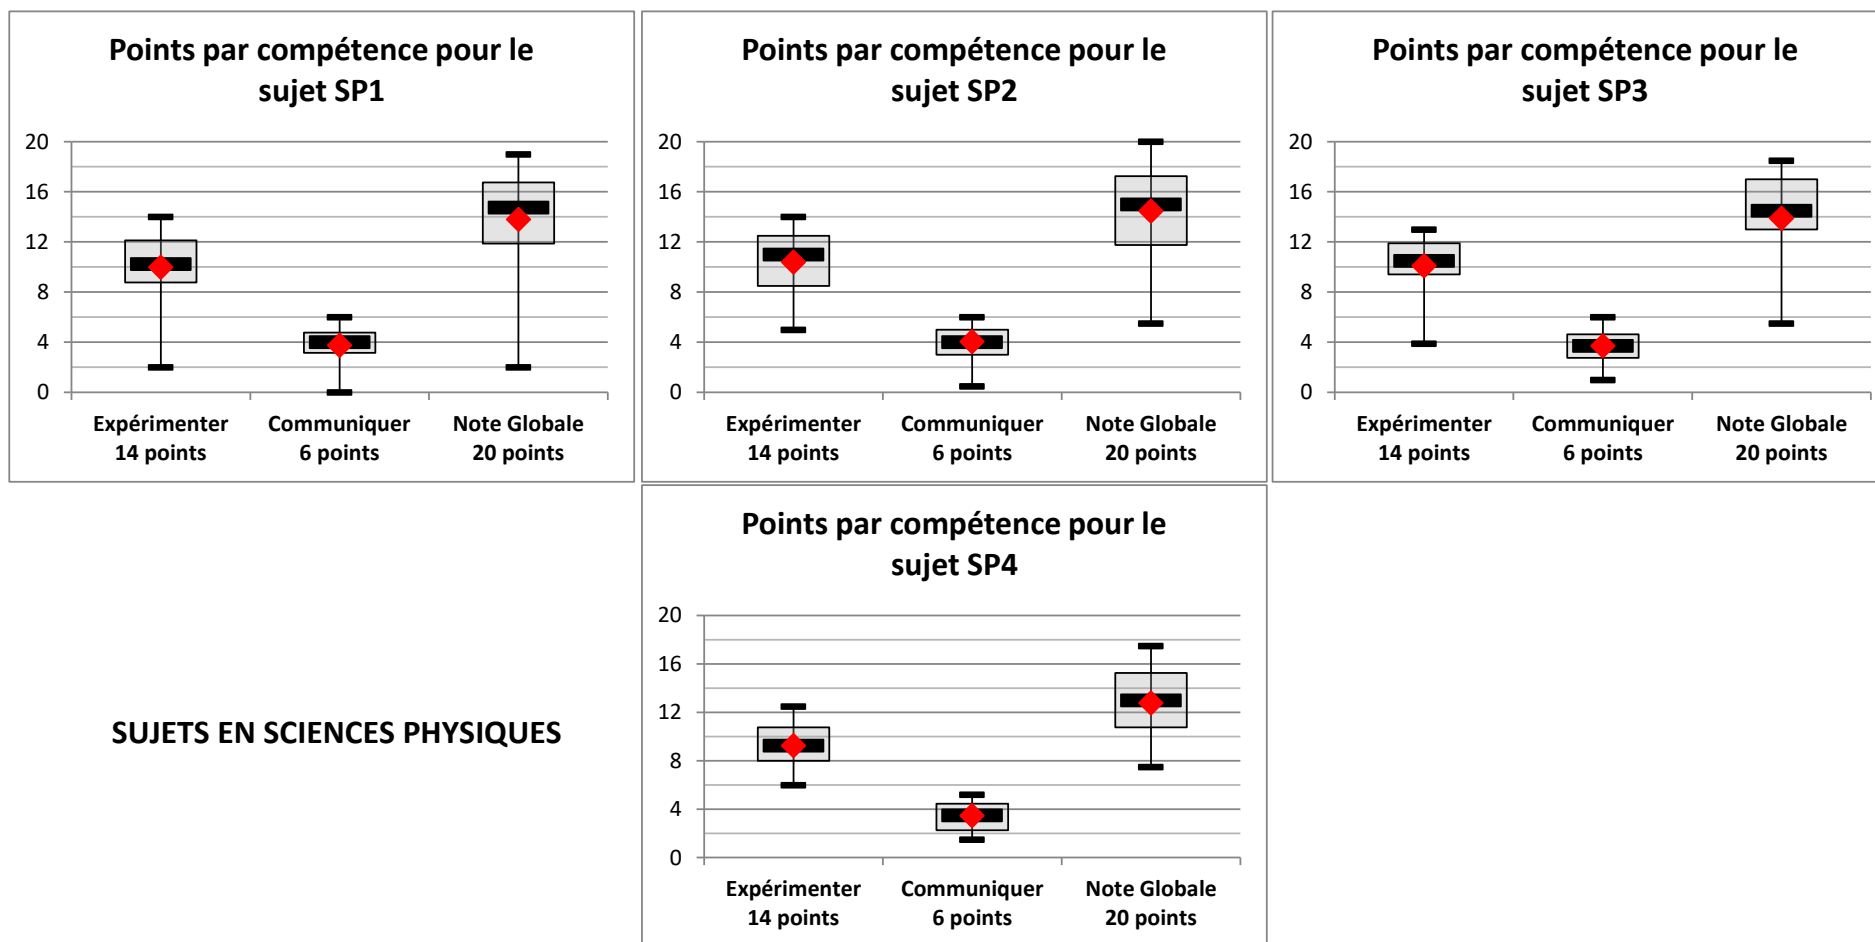 Points par compétence pour le
sujet SP1
20
16
12
8
4
0
Expérimenter
14 points
Communiquer
6 points
Note Globale
20 points
Points par compétence pour le
sujet SP2
20
16
12
8
4
0
Expérimenter
14 points
Communiquer
6 points
Note Globale
20 points
Points par compétence pour le
sujet SP3
20
16
12
8
4
0
Expérimenter
14 points
Communiquer
6 points
Note Globale
20 points
SUJETS EN SCIENCES PHYSIQUES
Points par compétence pour le
sujet SP4
20
16
12
8
4
0
Expérimenter
14 points
Communiquer
6 points
Note Globale
20 points